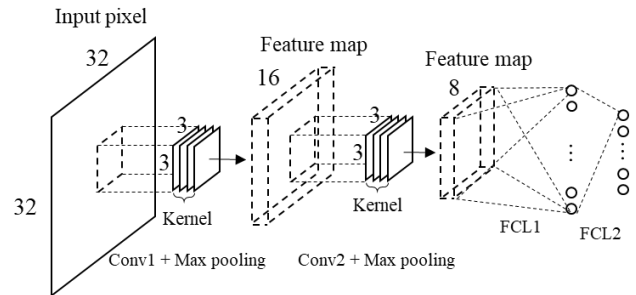 Input pixel
32
32
3
3
Kernel
Conv1 + Max pooling
Feature map
16
3
3
Kernel
Conv2 + Max pooling
Feature map
8
FCL1
FCL2